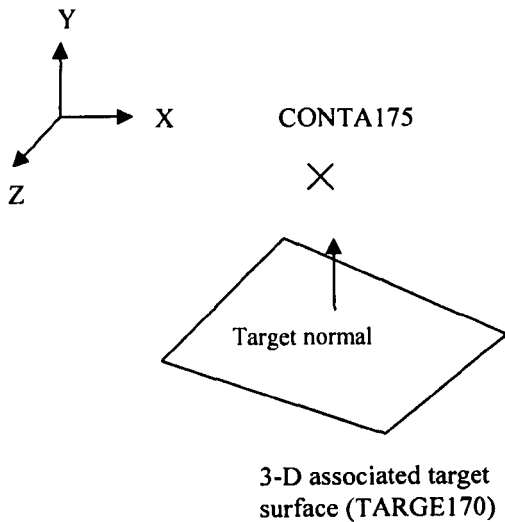 Y
X
Z
CONTA175
Target normal
3-D associated target
surface (TARGE170)